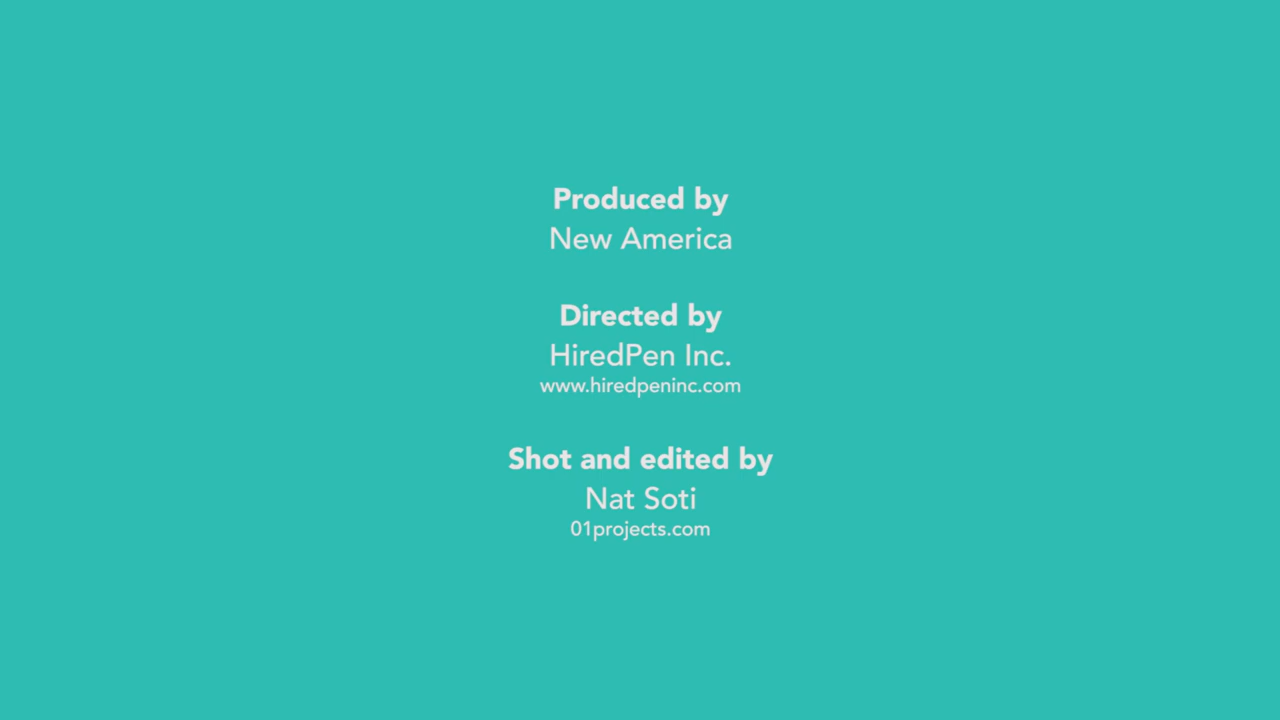 Produced by
New America
Directed by
HiredPen Inc.
www.hiredpeninc.com
Shot and edited by
Nat Soti
01projects.com